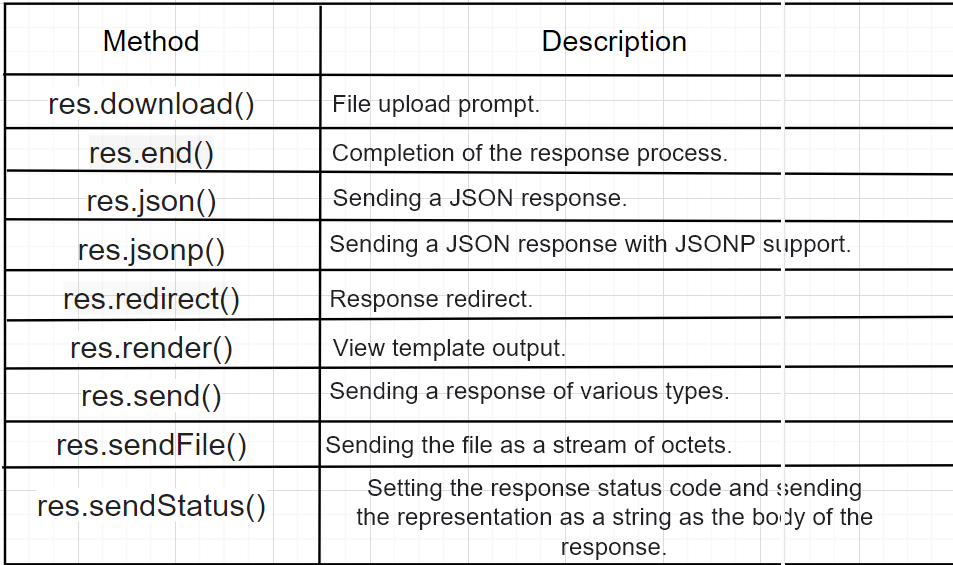 Method Description
res.download() File upload prompt.
res.end() Completion of the response process.
res.json() Sending a JSON response.
res.jsonp() Sending a JSON response with JSONP support.
res.redirect() Response redirect.
res.render() View template output.
res.send() Sending a response of various types.
res.sendFile() Sending the file as a stream of octets.
res.sendStatus() Setting the response status code and sending
the representation as a string as the body of the
response.